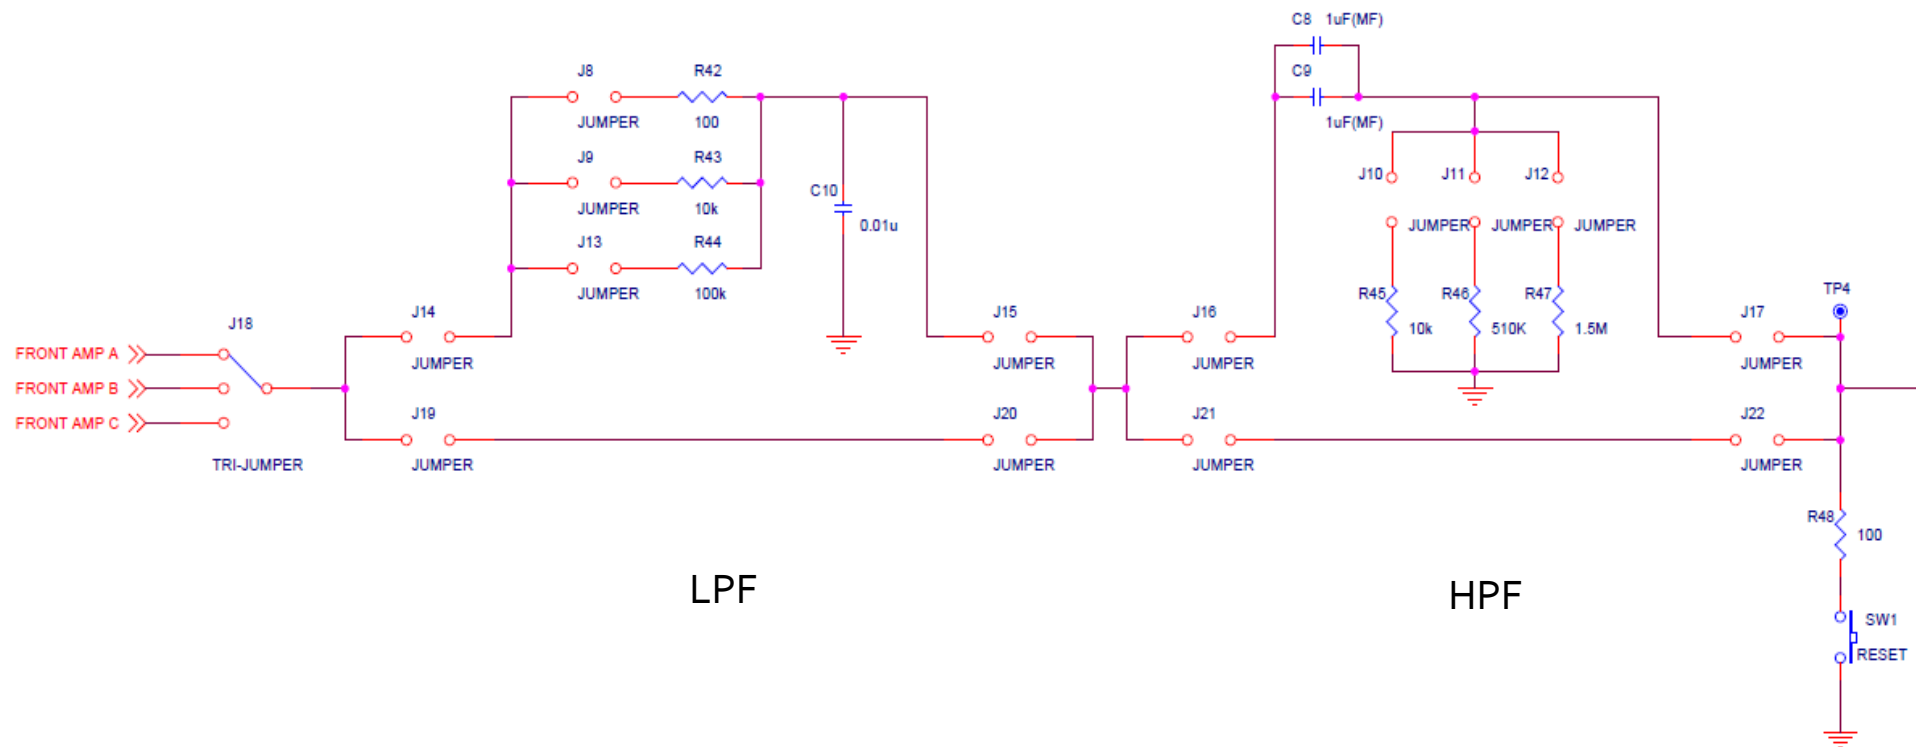 C8 1uF(MF)
C9
1uF(MF)
J8 R42
JUMPER 100
J9 R43
JUMPER 10k
J13 R44
JUMPER 100k
C10
0.01u
J10 J11 J12
JUMPER JUMPER JUMPER
R45 R46 R47
10k 510K 1.5M
TP4
J18
J14
JUMPER
J15
JUMPER
J16
JUMPER
J17
JUMPER
FRONT AMP A
FRONT AMP B
FRONT AMP C
TRI-JUMPER
J19
JUMPER
J20
JUMPER
J21
JUMPER
J22
JUMPER
R48
100
LPF
HPF
SW1
RESET